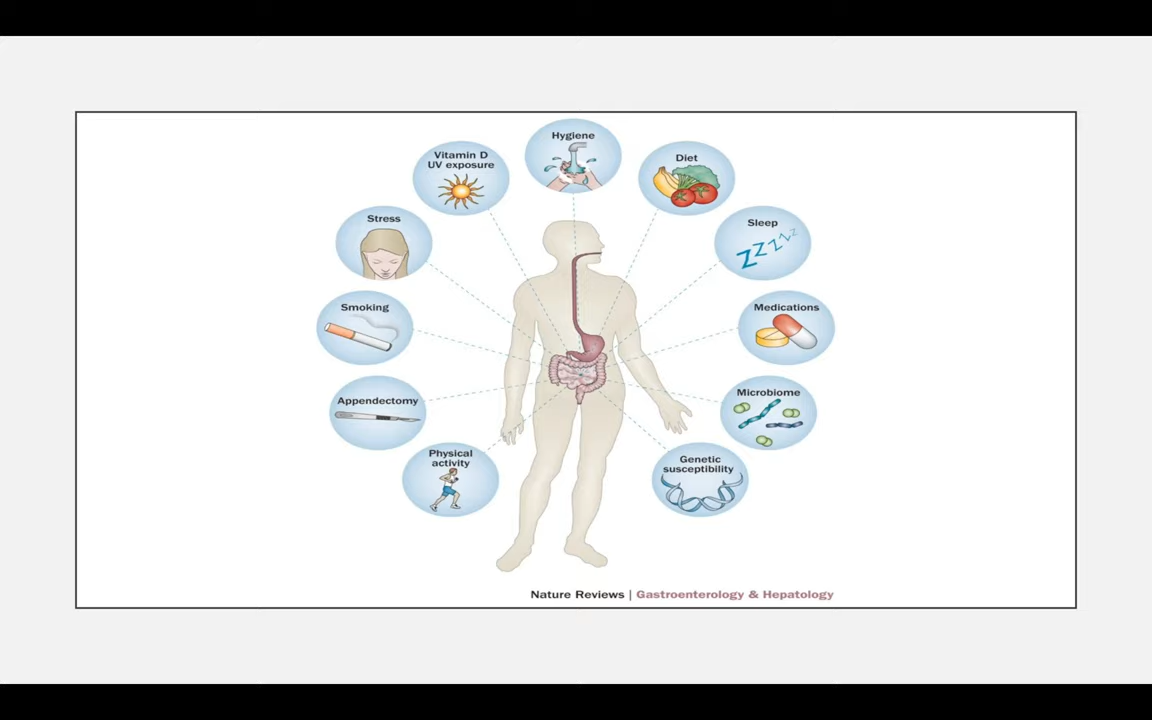 Hygiene
Vitamin D
UV exposure
Diet
Stress
Sleep
ZZZZZ
Smoking
Medications
Appendectomy
Microbiome
Physical
activity
Genetic
susceptibility
Nature Reviews | Gastroenterology & Hepatology